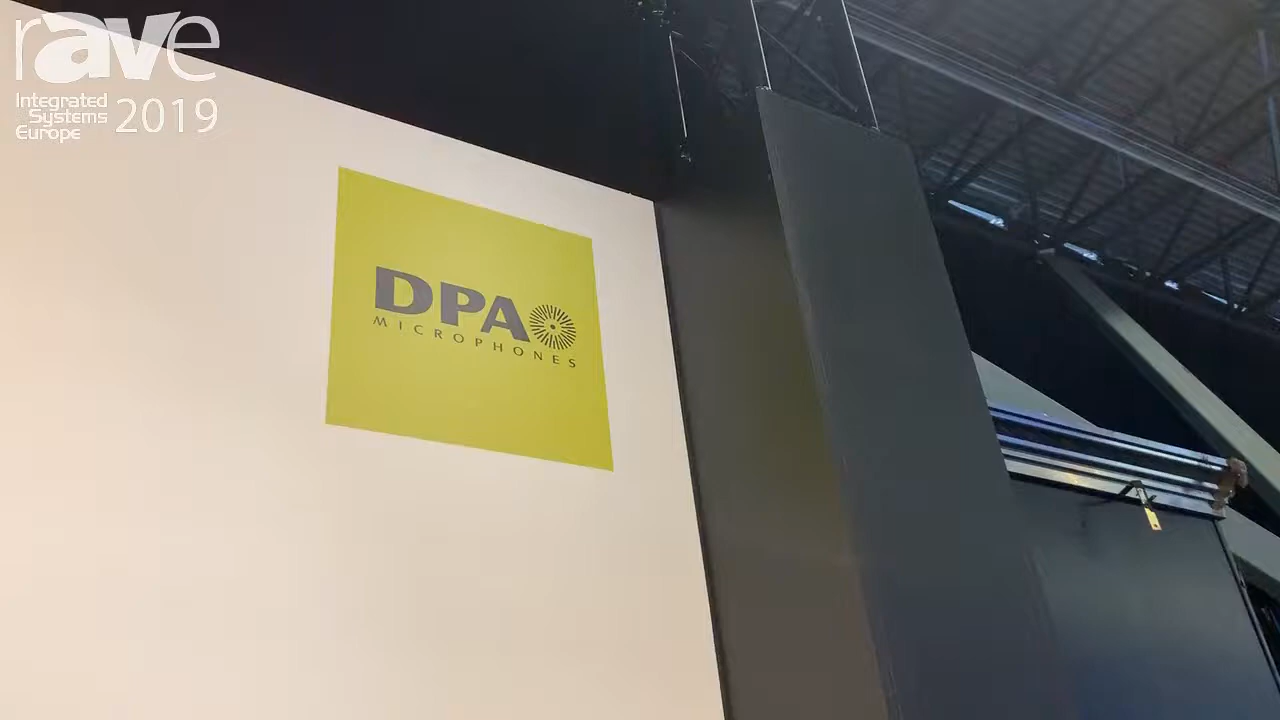 rAVe
Integrated
Systems
Europe
2019
DPA
MICROPHONES